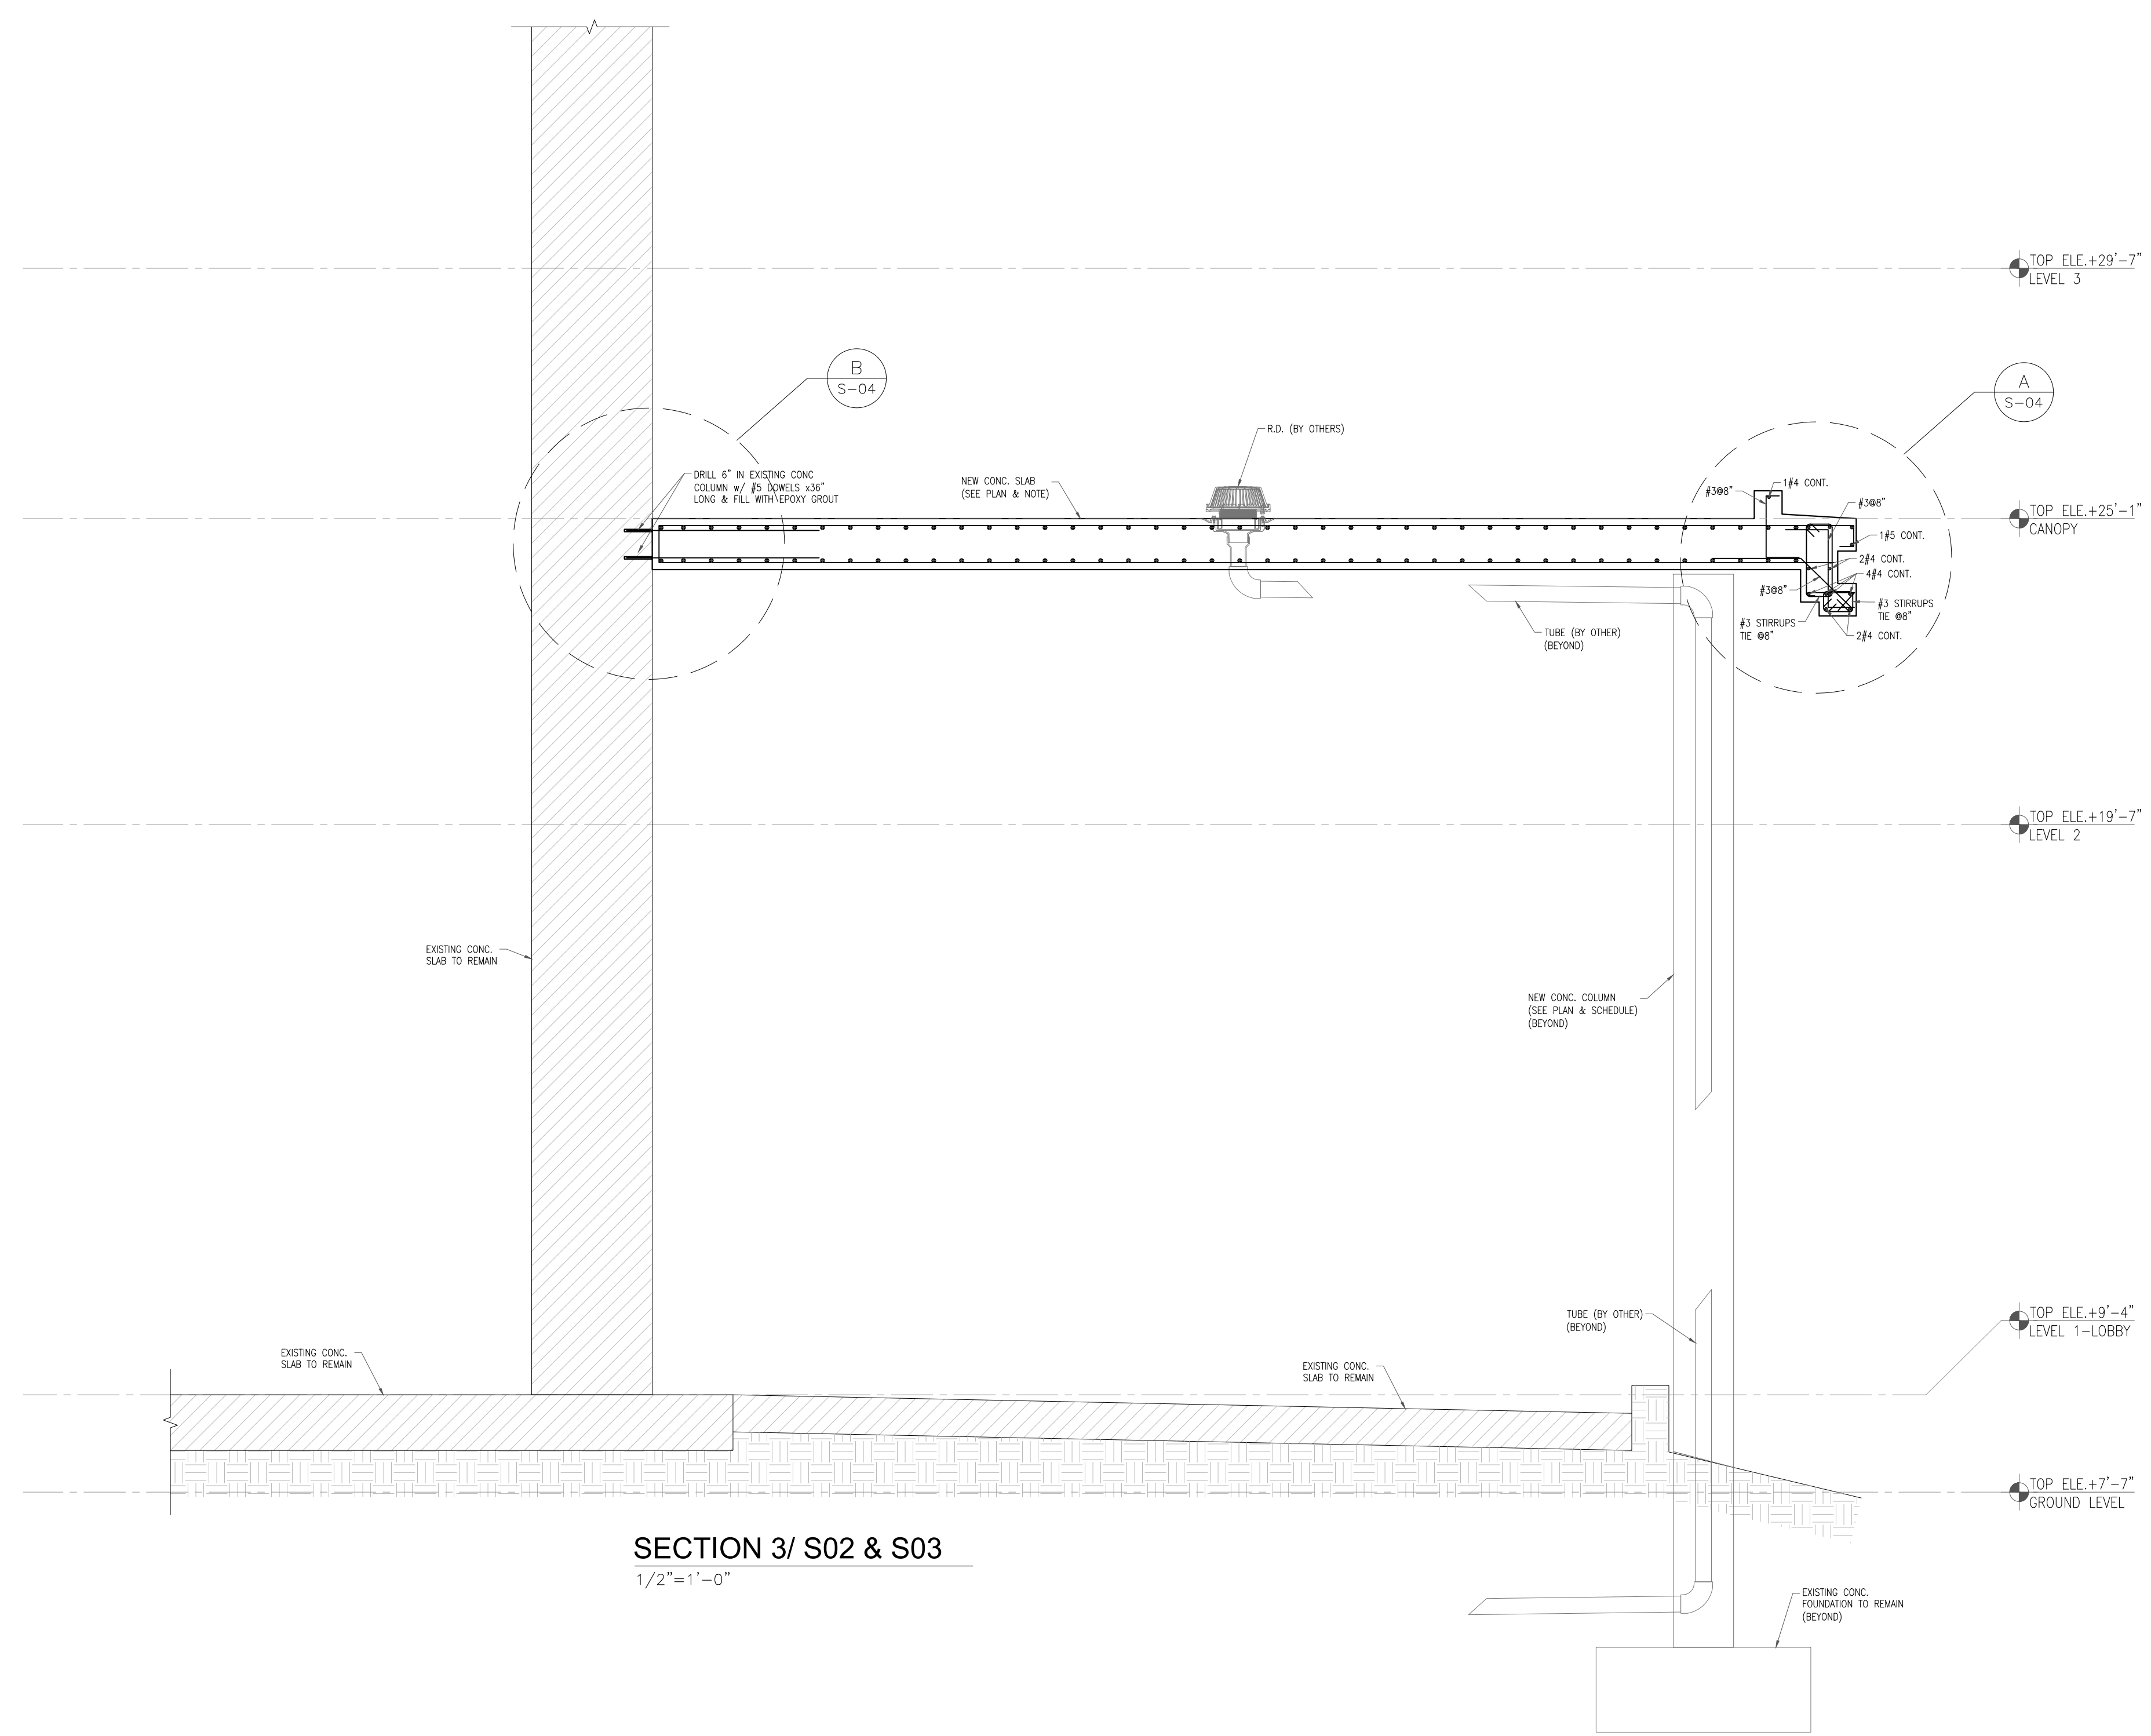 TOP ELE.+29'-7"
LEVEL 3
B
S-04
A
S-04
R.D. (BY OTHERS)
DRILL 6" IN EXISTING CONC
COLUMN w/ #5 DOWELS x36"
LONG & FILL WITH EPOXY GROUT
NEW CONC. SLAB
(SEE PLAN & NOTE)
#3@8"
1#4 CONT.
#3@8"
TOP ELE.+25'-1"
CANOPY
1#5 CONT.
2#4 CONT.
4#4 CONT.
#3@8"
#3 STIRRUPS
TIE @8"
#3 STIRRUPS
TIE @8"
2#4 CONT.
TUBE (BY OTHER)
(BEYOND)
TOP ELE.+19'-7"
LEVEL 2
EXISTING CONC.
SLAB TO REMAIN
NEW CONC. COLUMN
(SEE PLAN & SCHEDULE)
(BEYOND)
TUBE (BY OTHER)
(BEYOND)
TOP ELE.+9'-4"
LEVEL 1-LOBBY
EXISTING CONC.
SLAB TO REMAIN
EXISTING CONC.
SLAB TO REMAIN
TOP ELE.+7'-7"
GROUND LEVEL
SECTION 3/ S02 & S03
1/2"=1'-0"
EXISTING CONC.
FOUNDATION TO REMAIN
(BEYOND)